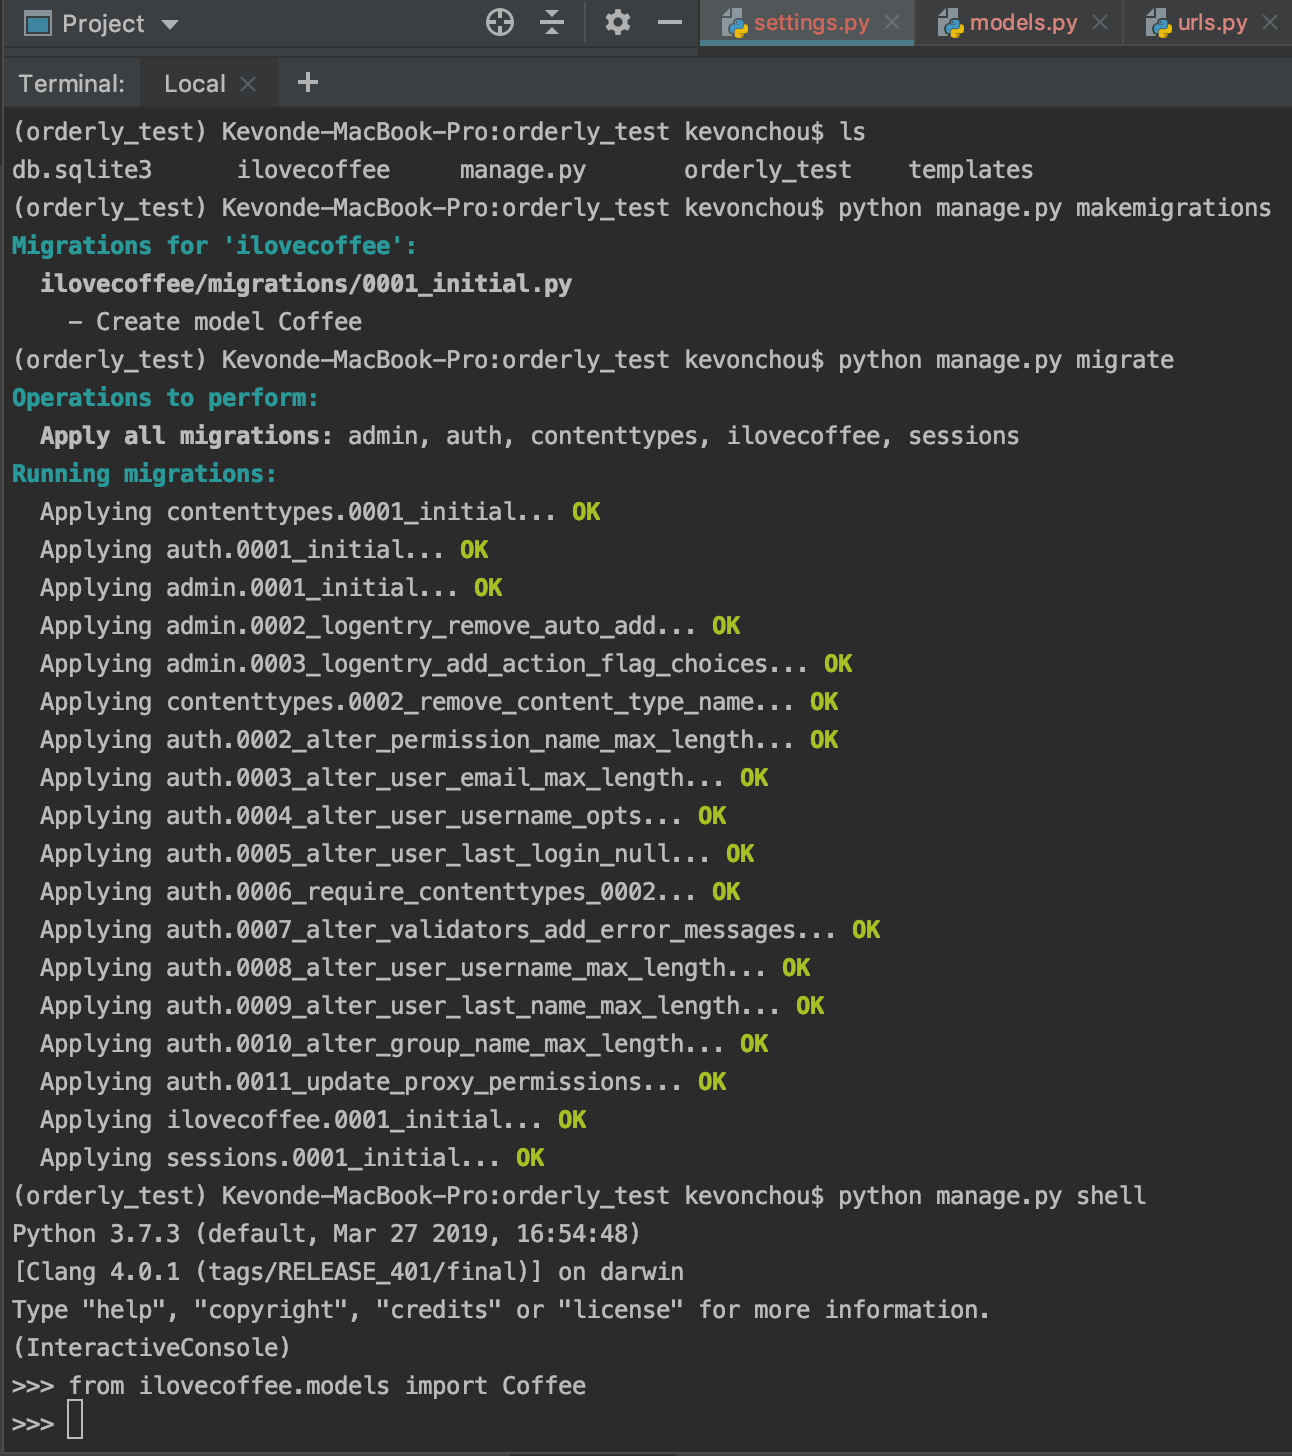 Project
settings.py
models.py
urls.py
Terminal: Local +
(orderly_test) Kevonde-MacBook-Pro:orderly_test kevonchou$ ls
db.sqlite3 ilovecoffee manage.py orderly_test templates
(orderly_test) Kevonde-MacBook-Pro:orderly_test kevonchou$ python manage.py makemigrations
Migrations for 'ilovecoffee':
ilovecoffee/migrations/0001_initial.py
- Create model Coffee
(orderly_test) Kevonde-MacBook-Pro:orderly_test kevonchou$ python manage.py migrate
Operations to perform:
Apply all migrations: admin, auth, contenttypes, ilovecoffee, sessions
Running migrations:
Applying contenttypes.0001_initial... OK
Applying auth.0001_initial... OK
Applying admin.0001_initial... OK
Applying admin.0002_logentry_remove_auto_add... OK
Applying admin.0003_logentry_add_action_flag_choices... OK
Applying contenttypes.0002_remove_content_type_name... OK
Applying auth.0002_alter_permission_name_max_length... OK
Applying auth.0003_alter_user_email_max_length... OK
Applying auth.0004_alter_user_username_opts... OK
Applying auth.0005_alter_user_last_login_null... OK
Applying auth.0006_require_contenttypes_0002... OK
Applying auth.0007_alter_validators_add_error_messages... OK
Applying auth.0008_alter_user_username_max_length... OK
Applying auth.0009_alter_user_last_name_max_length... OK
Applying auth.0010_alter_group_name_max_length... OK
Applying auth.0011_update_proxy_permissions... OK
Applying ilovecoffee.0001_initial... OK
Applying sessions.0001_initial... OK
(orderly_test) Kevonde-MacBook-Pro:orderly_test kevonchou$ python manage.py shell
Python 3.7.3 (default, Mar 27 2019, 16:54:48)
[Clang 4.0.1 (tags/RELEASE_401/final)] on darwin
Type "help", "copyright", "credits" or "license" for more information.
(InteractiveConsole)
>>> from ilovecoffee.models import Coffee
>>>